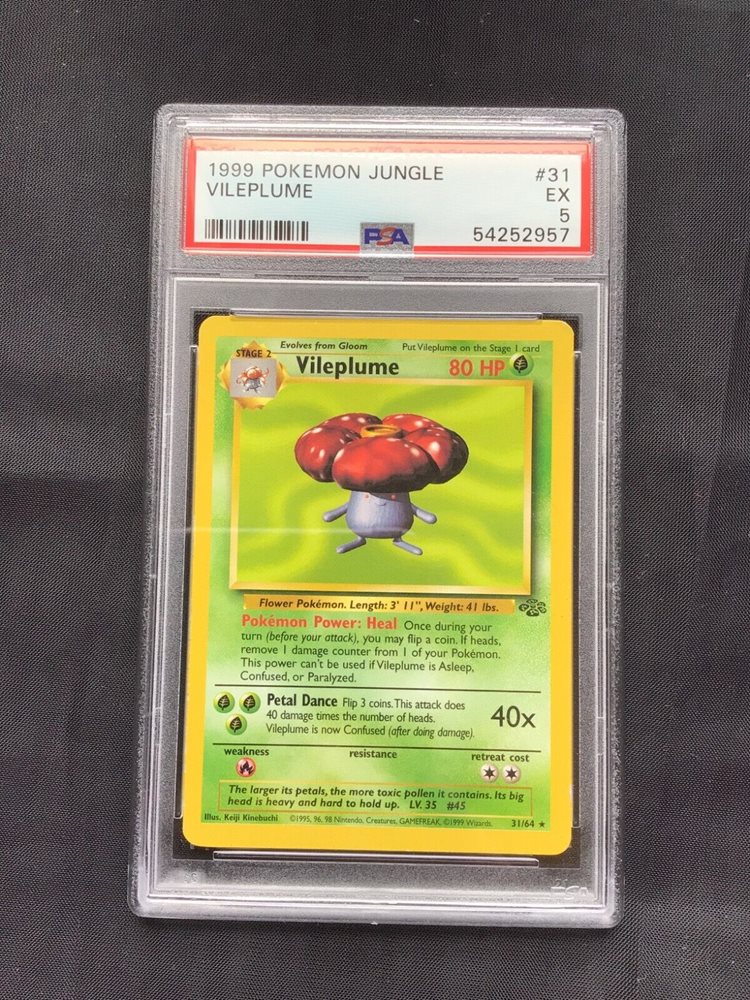 1999 POKEMON JUNGLE #31
VILEPLUME EX
5
PSA 54252957
Evolves from Gloom Put Vileplume on the Stage 1 card
STAGE 2
Vileplume 80 HP
Flower Pokémon. Length: 3' 11", Weight: 41 lbs.
Pokémon Power: Heal Once during your
turn (before your attack), you may flip a coin. If heads,
remove 1 damage counter from 1 of your Pokémon.
This power can't be used if Vileplume is Asleep,
Confused, or Paralyzed.
Petal Dance Flip 3 coins. This attack does
40 damage times the number of heads.
Vileplume is now Confused (after doing damage).
40x
weakness resistance retreat cost
The larger its petals, the more toxic pollen it contains. Its big
head is heavy and hard to hold up. LV. 35 #45
Illus. Keiji Kinebuchi ©1995, 96, 98 Nintendo, Creatures, GAMEFREAK. ©1999 Wizards. 31/64 ★
PSA